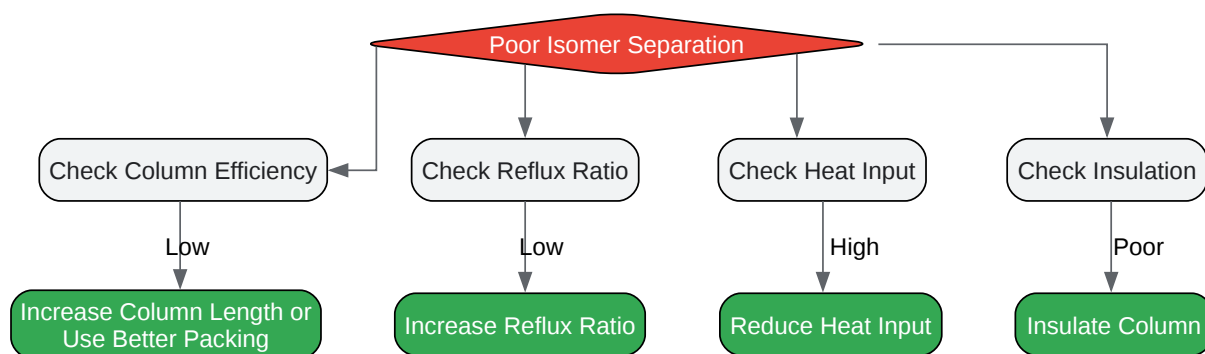 Poor Isomer Separation
Check Column Efficiency
Check Reflux Ratio
Check Heat Input
Check Insulation
Low
Low
High
Poor
Increase Column Length or
Use Better Packing
Increase Reflux Ratio
Reduce Heat Input
Insulate Column